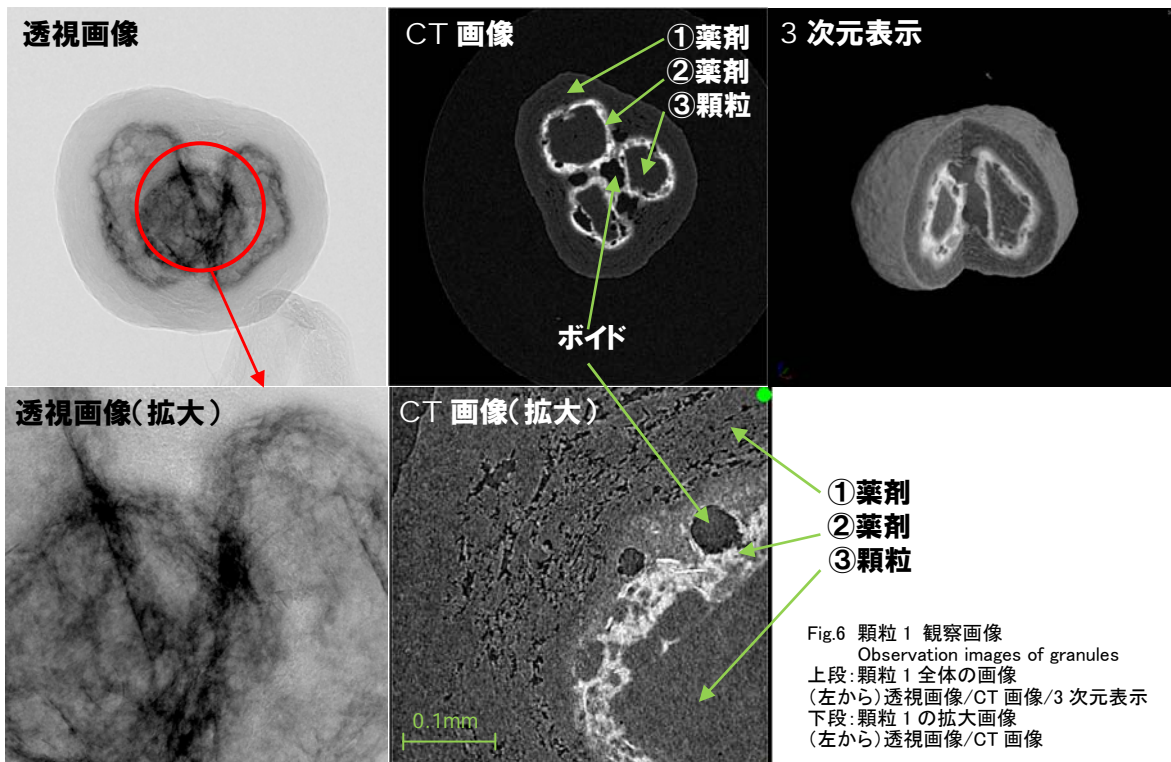 透視画像
CT 画像
3 次元表示
①薬剤
②薬剤
③顆粒
ボイド
透視画像(拡大)
CT 画像(拡大)
①薬剤
②薬剤
③顆粒
0.1mm
Fig.6 顆粒 1 観察画像
Observation images of granules
上段:顆粒 1 全体の画像
(左から)透視画像/CT 画像/3 次元表示
下段:顆粒 1 の拡大画像
(左から)透視画像/CT 画像